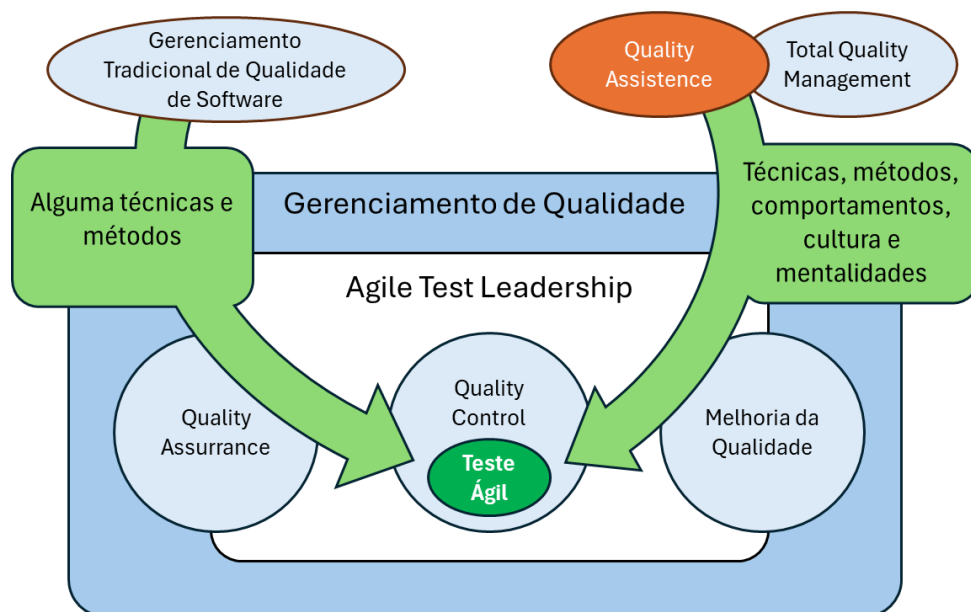 Gerenciamento
Tradicional de Qualidade
de Software
Quality
Assistence
Total Quality
Management
Alguma técnicas e
métodos
Gerenciamento de Qualidade
Técnicas, métodos,
comportamentos,
cultura e
mentalidades
Agile Test Leadership
Quality
Assurrance
Quality
Control
Teste
Ágil
Melhoria da
Qualidade